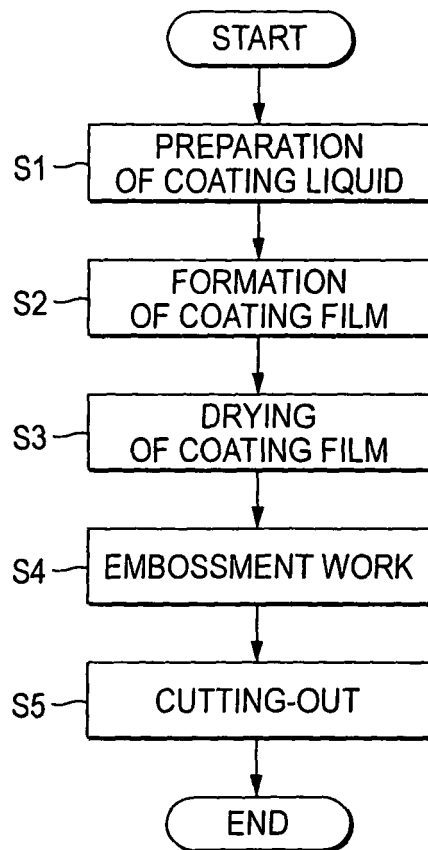 START
S1
PREPARATION
OF COATING LIQUID
S2
FORMATION
OF COATING FILM
S3
DRYING
OF COATING FILM
S4
EMBOSSMENT WORK
S5
CUTTING-OUT
END